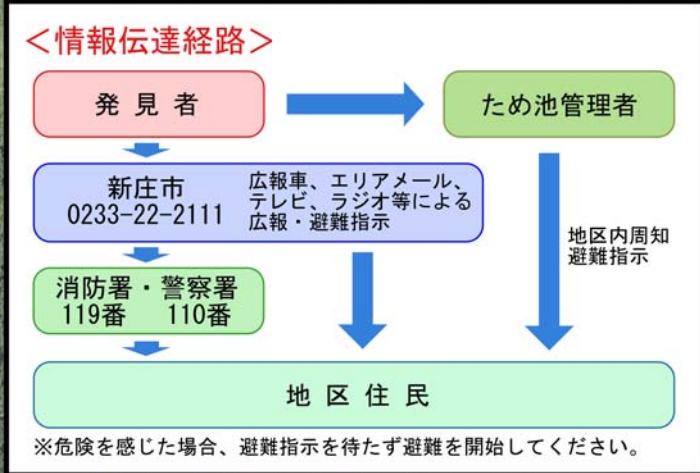 ＜情報伝達経路＞
発見者
ため池管理者
新庄市
0233-22-2111
広報車、エリアメール、
テレビ、ラジオ等による
広報・避難指示
地区内周知
避難指示
消防署・警察署
119番 110番
地区住民
※危険を感じた場合、避難指示を待たず避難を開始してください。